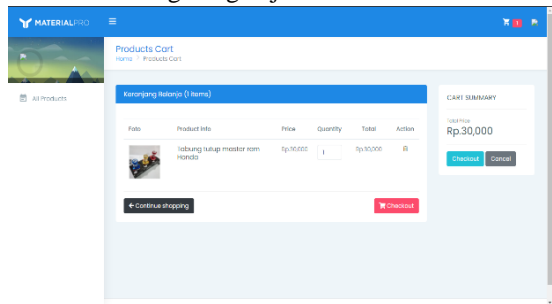 MATERIALPRO
1
Products Cart
Home > Products Cart
All Products
Keranjang Belanja (1 items)
Foto Product Info Price Quantity Total Action
Tabung tutup master rem Honda
Rp.30,000 1 Rp.30,000
← Continue shopping
Checkout
CART SUMMARY
Total Price
Rp.30,000
Checkout Cancel